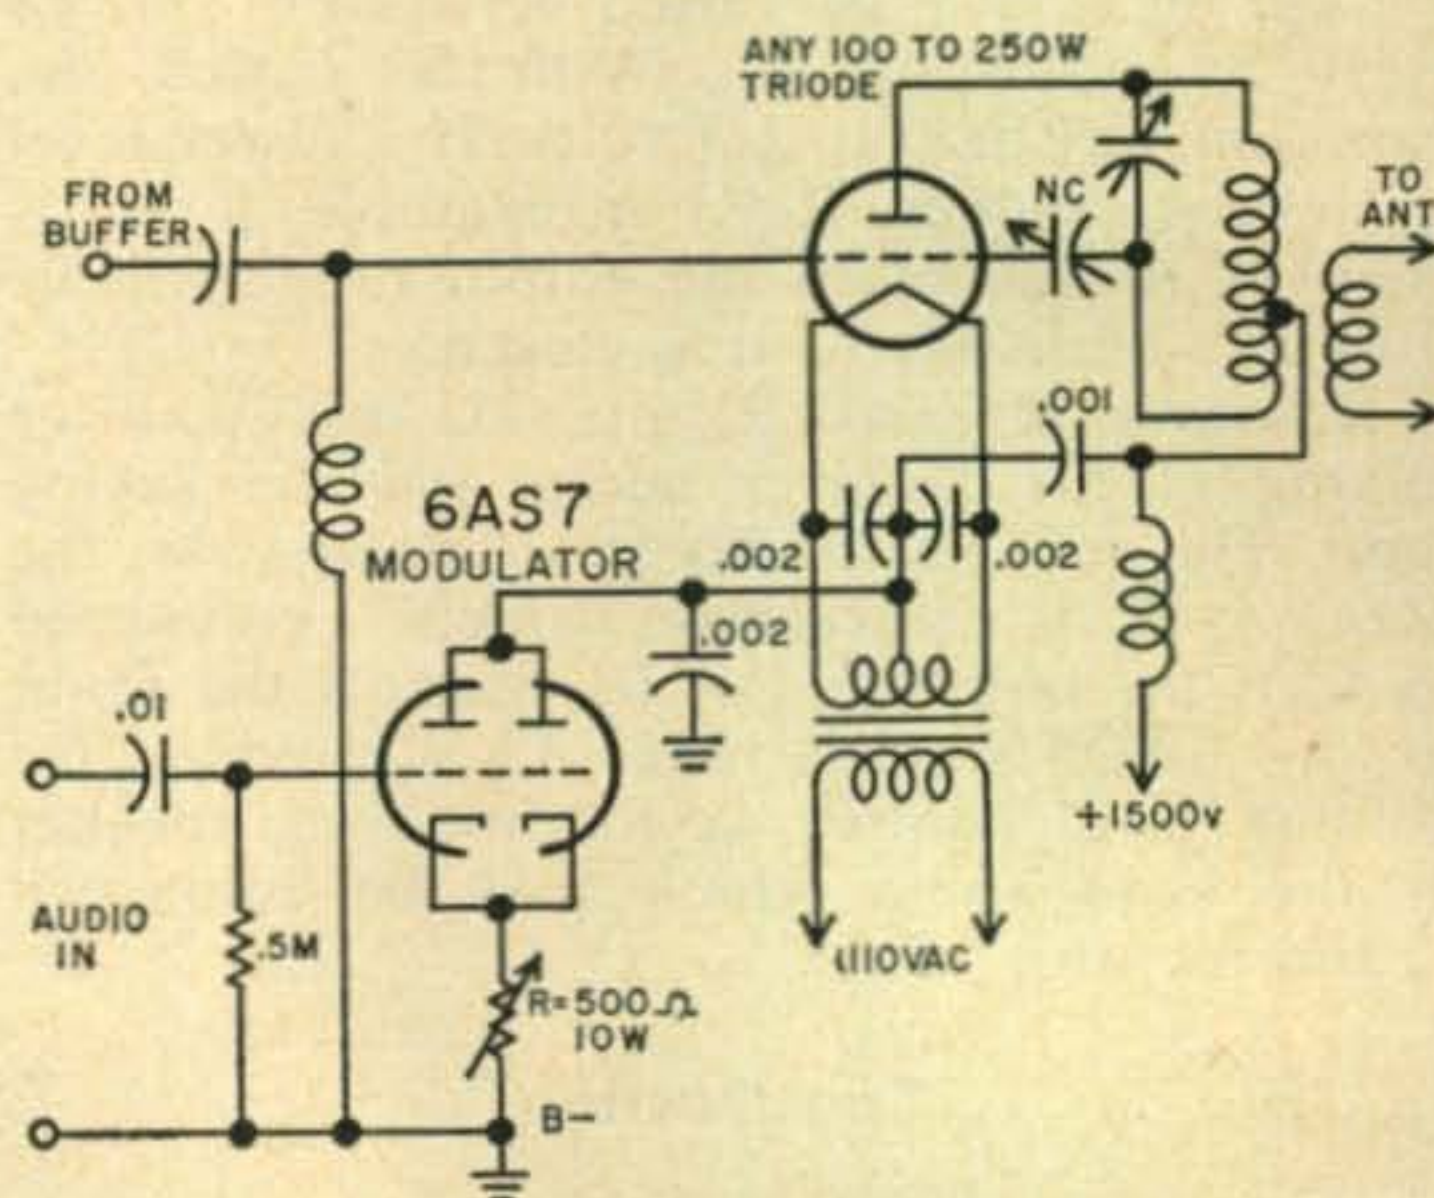 ANY 100 TO 250W
TRIODE
FROM
BUFFER
NC
TO
ANT
.001
6AS7
MODULATOR
.002
.002
.002
.01
+1500v
AUDIO
IN
.5M
110VAC
R=500Ω
10W
B-